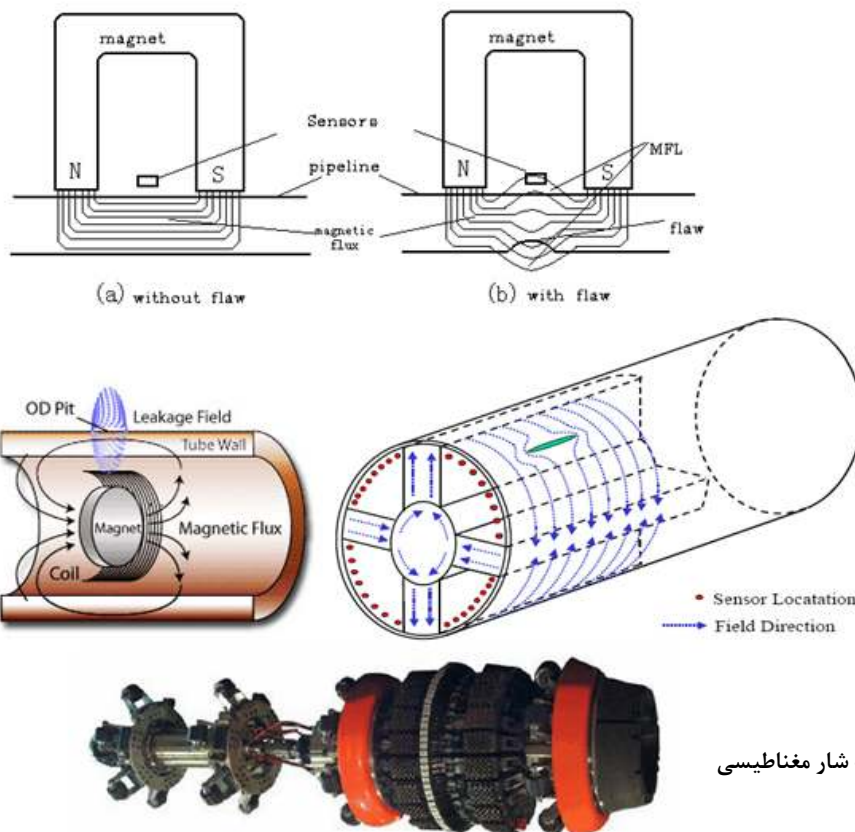 magnet
magnet
Sensors
N
S
N
S
MFL
pipeline
magnetic
flux
flaw
(a) without flaw
(b) with flaw
OD Pit
Leakage Field
Tube Wall
Magnet
Magnetic Flux
Coil
Sensor Locatation
Field Direction
شار مغناطیسی